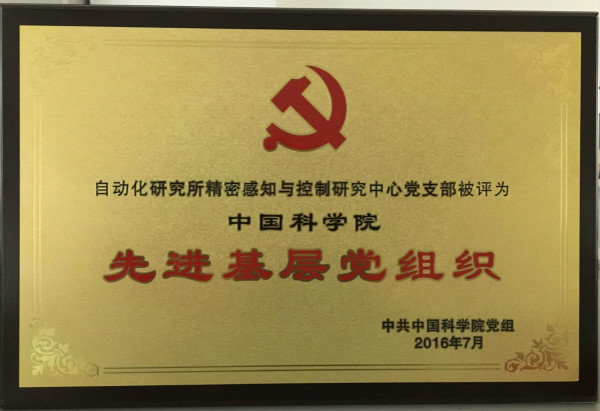 自动化研究所精密感知与控制研究中心党支部被评为
中国科学院
先进基层党组织
中共中国科学院党组
2016年7月